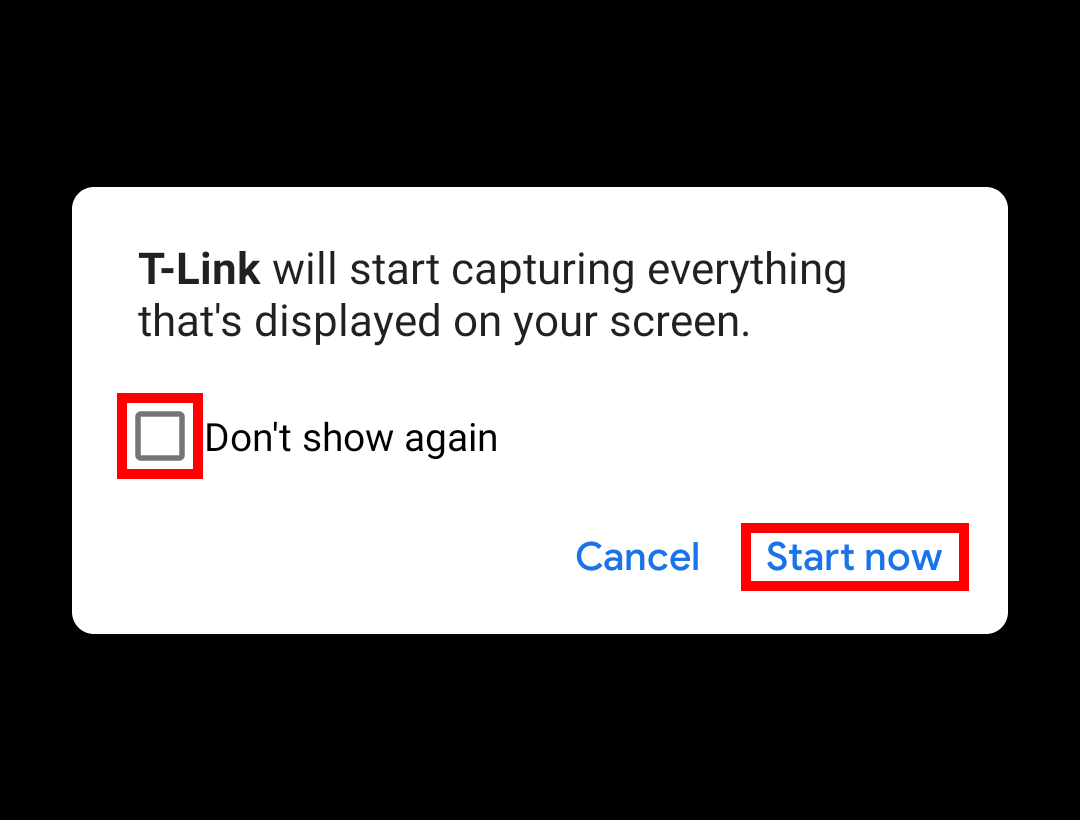 T-Link will start capturing everything
that's displayed on your screen.
Don't show again
Cancel Start now